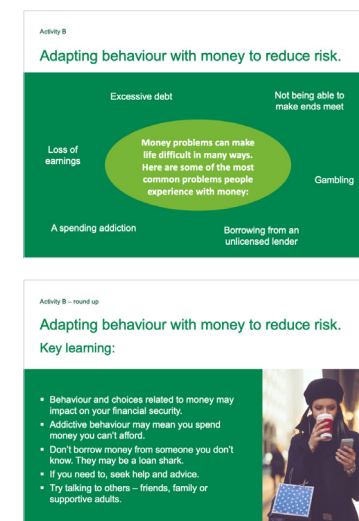 Activity B
Adapting behaviour with money to reduce risk.
Excessive debt
Not being able to
make ends meet
Loss of
earnings
Money problems can make
life difficult in many ways.
Here are some of the most
common problems people
experience with money:
Gambling
A spending addiction
Borrowing from an
unlicensed lender
Activity B – round up
Adapting behaviour with money to reduce risk.
Key learning:
▪ Behaviour and choices related to money may
impact on your financial security.
▪ Addictive behaviour may mean you spend
money you can’t afford.
▪ Don’t borrow money from someone you don’t
know. They may be a loan shark.
▪ If you need to, seek help and advice.
▪ Try talking to others – friends, family or
supportive adults.